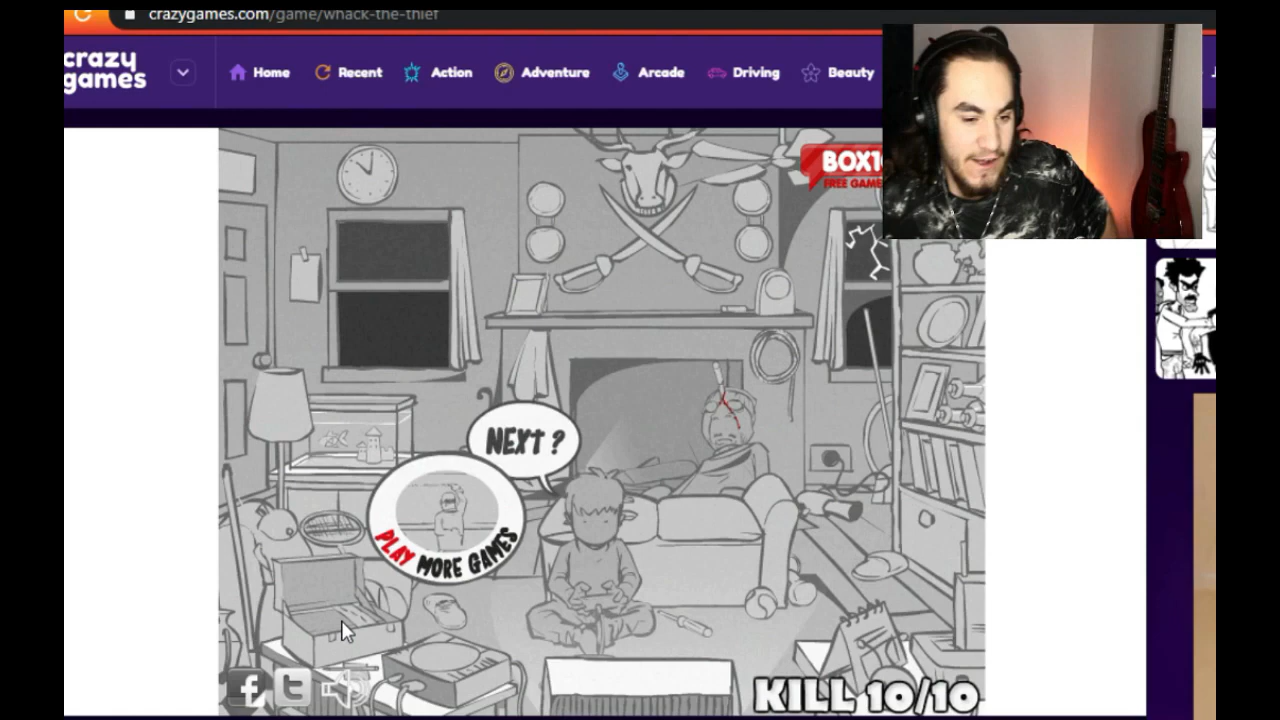 crazygames.com/game/whack-the-thief
crazy
games
Home
Recent
Action
Adventure
Arcade
Driving
Beauty
BOX10
FREE GAME
NEXT?
PLAY MORE GAMES
f
t
KILL 10/10